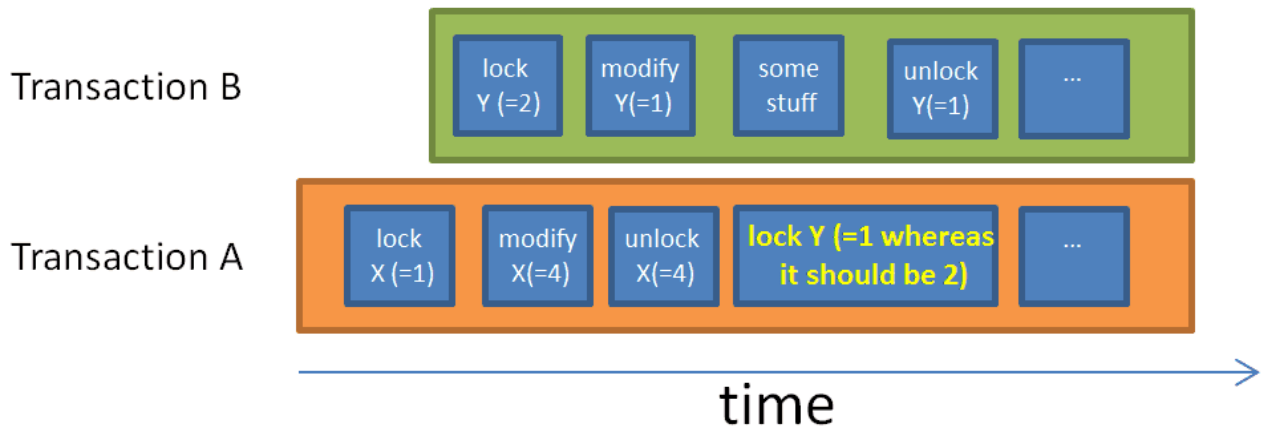 Transaction B
lock
Y (=2)
modify
Y(=1)
some
stuff
unlock
Y(=1)
...
Transaction A
lock
X (=1)
modify
X(=4)
unlock
X(=4)
lock Y (=1 whereas
it should be 2)
...
time